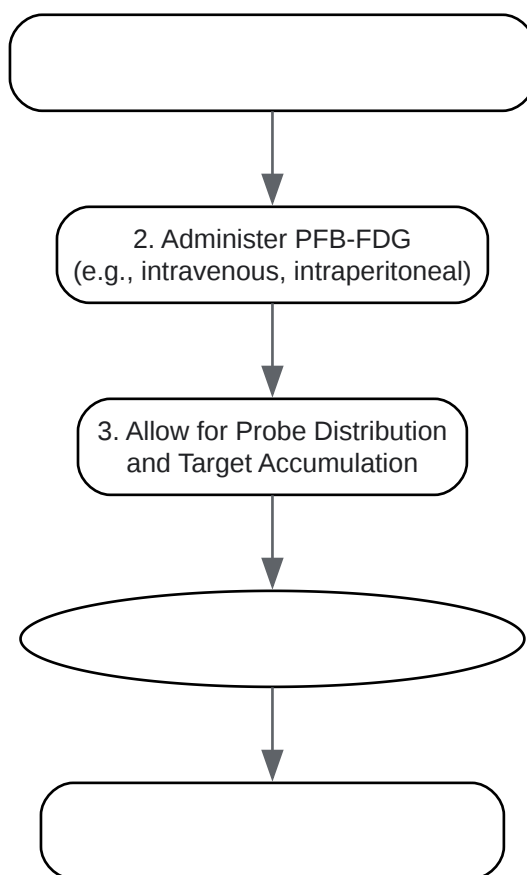 2. Administer PFB-FDG
(e.g., intravenous, intraperitoneal)
3. Allow for Probe Distribution
and Target Accumulation